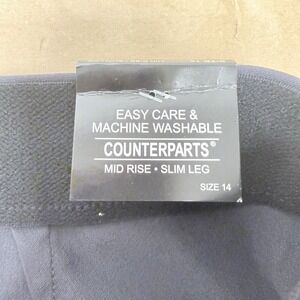 EASY CARE &
MACHINE WASHABLE
COUNTERPARTS®
MID RISE • SLIM LEG
SIZE 14